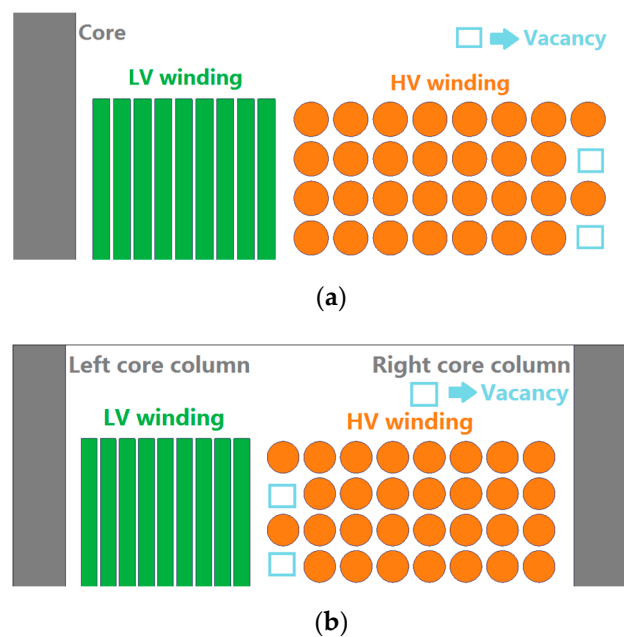 Core
Vacancy
LV winding
HV winding
(a)
Left core column
Right core column
Vacancy
LV winding
HV winding
(b)